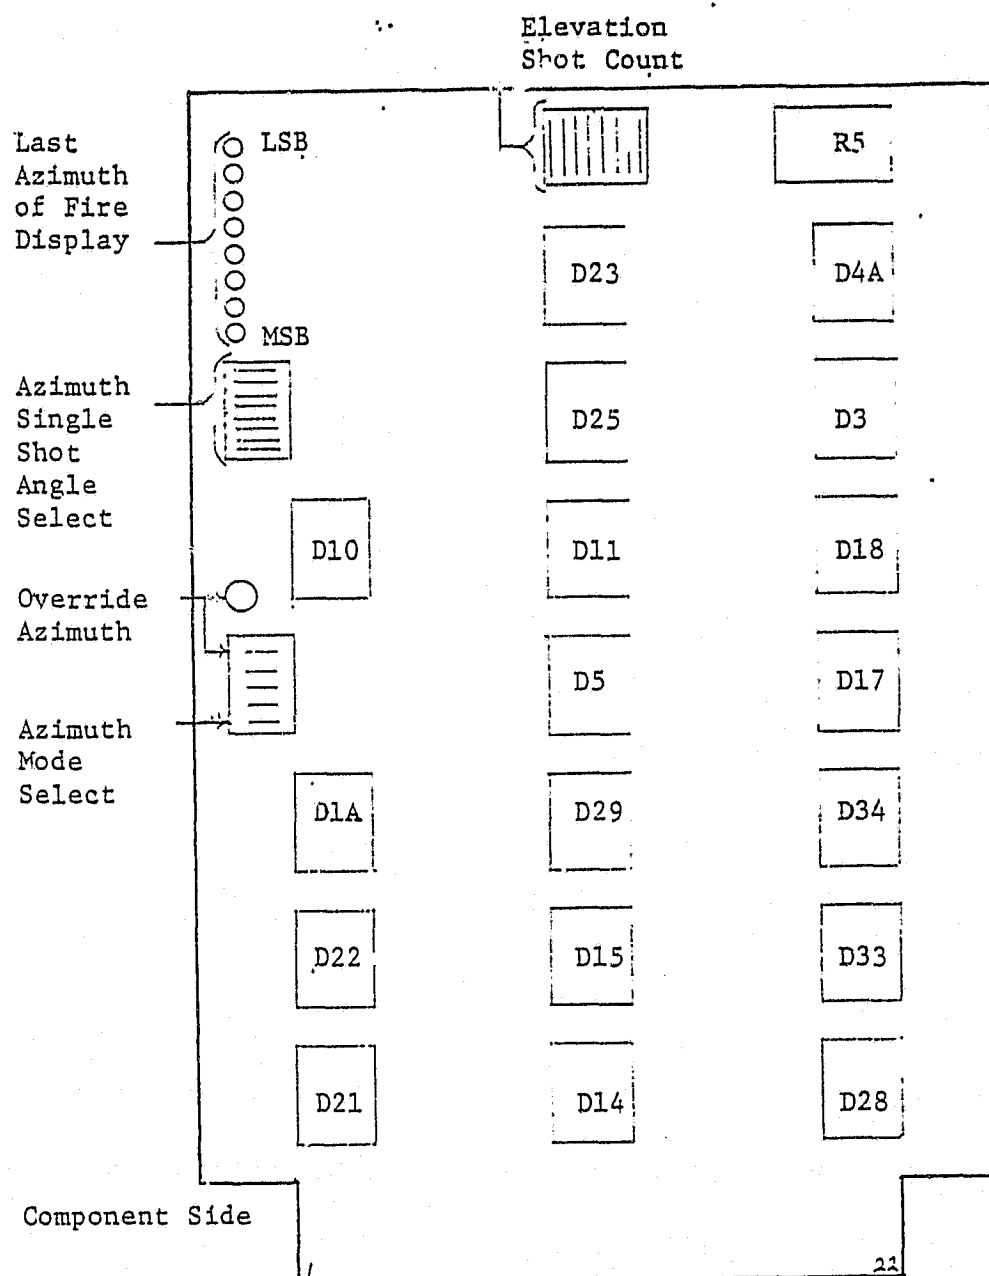 Elevation
Shot Count
Last
Azimuth
of Fire
Display
LSB
MSB
R5
D23
D4A
Azimuth
Single
Shot
Angle
Select
D25
D3
D10
D11
D18
Override
Azimuth
D5
D17
Azimuth
Mode
Select
D1A
D29
D34
D22
D15
D33
D21
D14
D28
Component Side
1
22